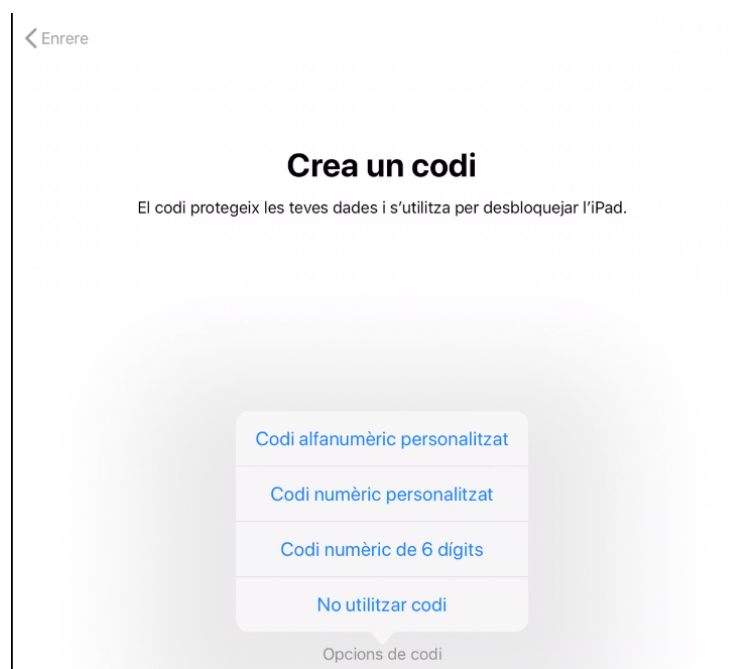 Enrere
Crea un codi
El codi protegeix les teves dades i s’utilitza per desbloquejar l’iPad.
Codi alfanumèric personalitzat
Codi numèric personalitzat
Codi numèric de 6 dígits
No utilitzar codi
Opcions de codi